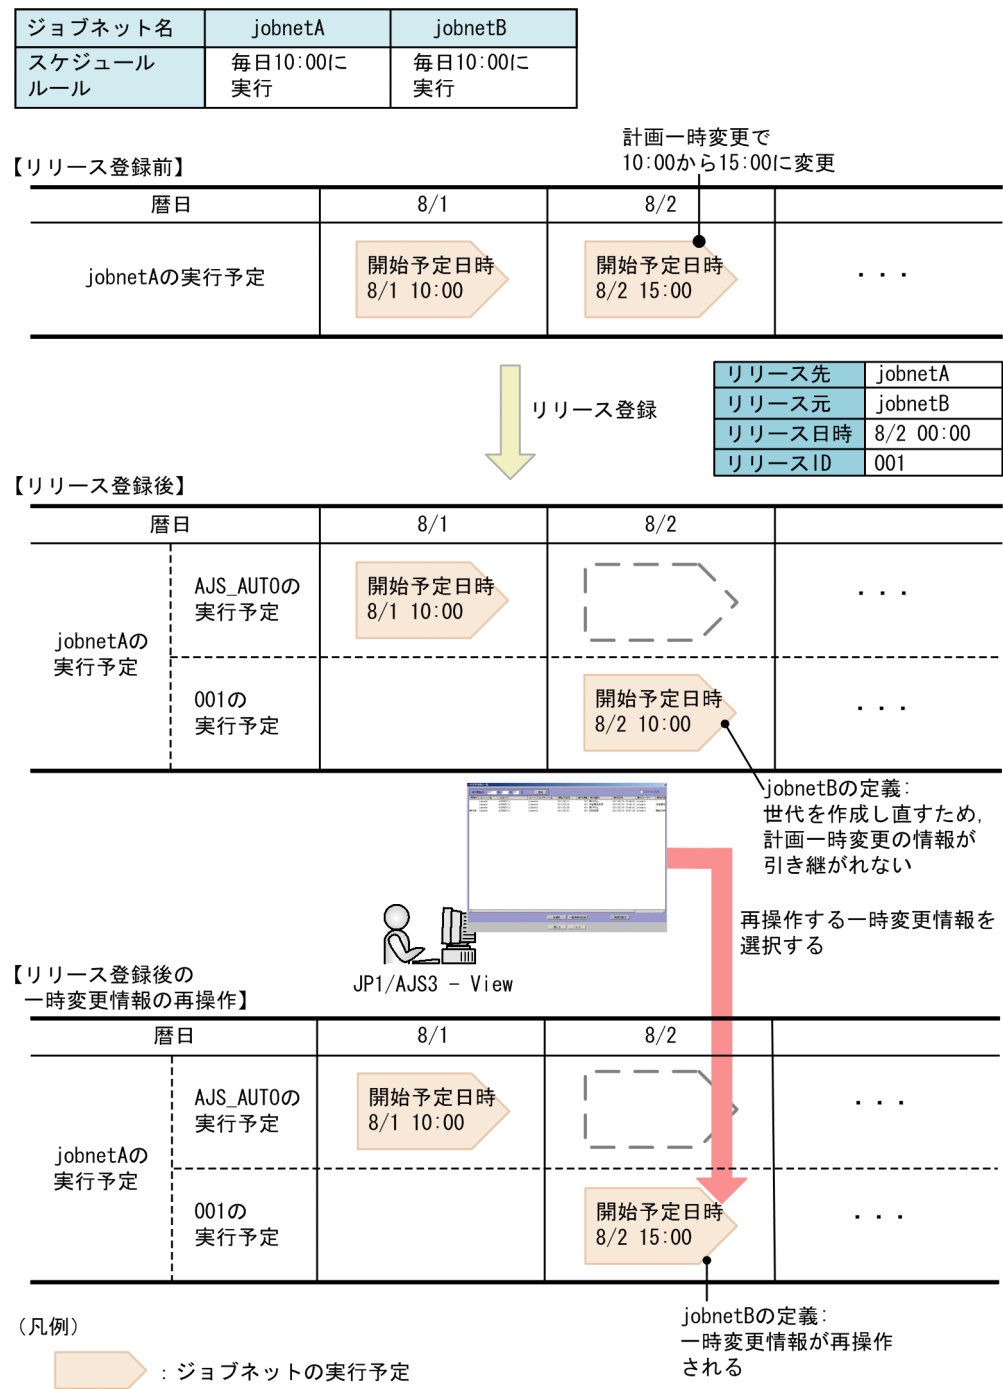 ジョブネット名 jobnetA jobnetB
スケジュール 毎日10:00に 毎日10:00に
ルール 実行 実行
計画一時変更で
10:00から15:00に変更
【リリース登録前】
暦日 8/1 8/2
jobnetAの実行予定
開始予定日時
8/1 10:00
開始予定日時
8/2 15:00
・・・
リリース登録
リリース先 jobnetA
リリース元 jobnetB
リリース日時 8/2 00:00
リリースID 001
【リリース登録後】
暦日 8/1 8/2
jobnetAの
実行予定
AJS_AUTOの
実行予定
開始予定日時
8/1 10:00
・・・
001の
実行予定
開始予定日時
8/2 10:00
・・・
jobnetBの定義:
世代を作成し直すため,
計画一時変更の情報が
引き継がれない
再操作する一時変更情報を
選択する
JP1/AJS3 - View
【リリース登録後の
一時変更情報の再操作】
暦日 8/1 8/2
jobnetAの
実行予定
AJS_AUTOの
実行予定
開始予定日時
8/1 10:00
・・・
001の
実行予定
開始予定日時
8/2 15:00
・・・
jobnetBの定義:
一時変更情報が再操作
される
(凡例)
:ジョブネットの実行予定